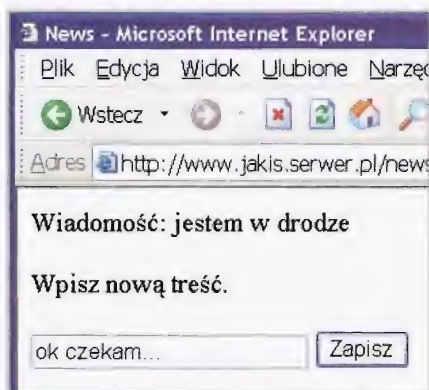 News - Microsoft Internet Explorer
Plik Edycja Widok Ulubione
Wstecz
Adres http://www.jakis.serwer.pl/news
Wiadomość: jestem w drodze
Wpisz nową treść.
ok czekam... Zapisz